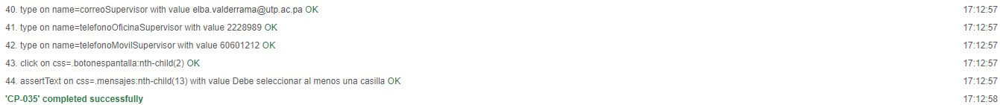 40. type on name=correoSupervisor with value elba.valderrama@utp.ac.pa OK 17:12:57
41. type on name=telefonoOficinaSupervisor with value 2228989 OK 17:12:57
42. type on name=telefonoMovilSupervisor with value 60601212 OK 17:12:57
43. click on css=.botonespantalla:nth-child(2) OK 17:12:57
44. assertText on css=.mensajes:nth-child(13) with value Debe seleccionar al menos una casilla OK 17:12:57
'CP-035' completed successfully 17:12:58